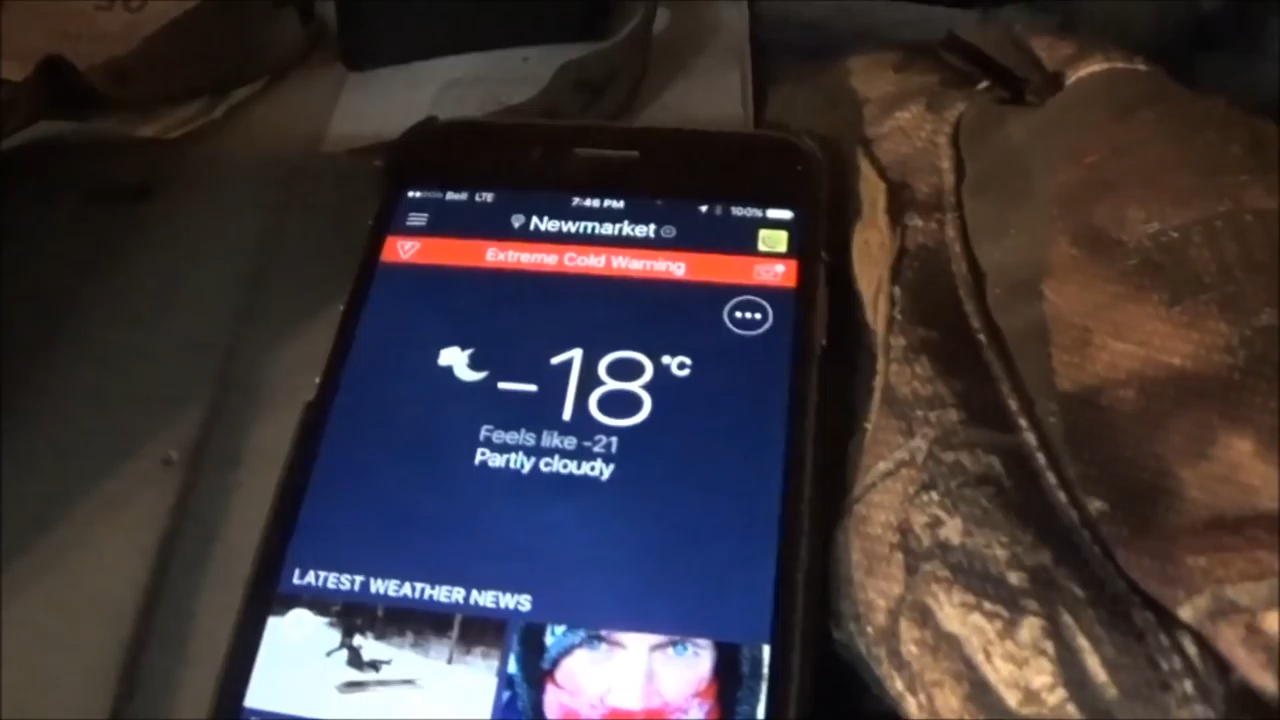 Bell LTE 7:46 PM 100%
Newmarket
Extreme Cold Warning
-18°C
Feels like -21
Partly cloudy
LATEST WEATHER NEWS